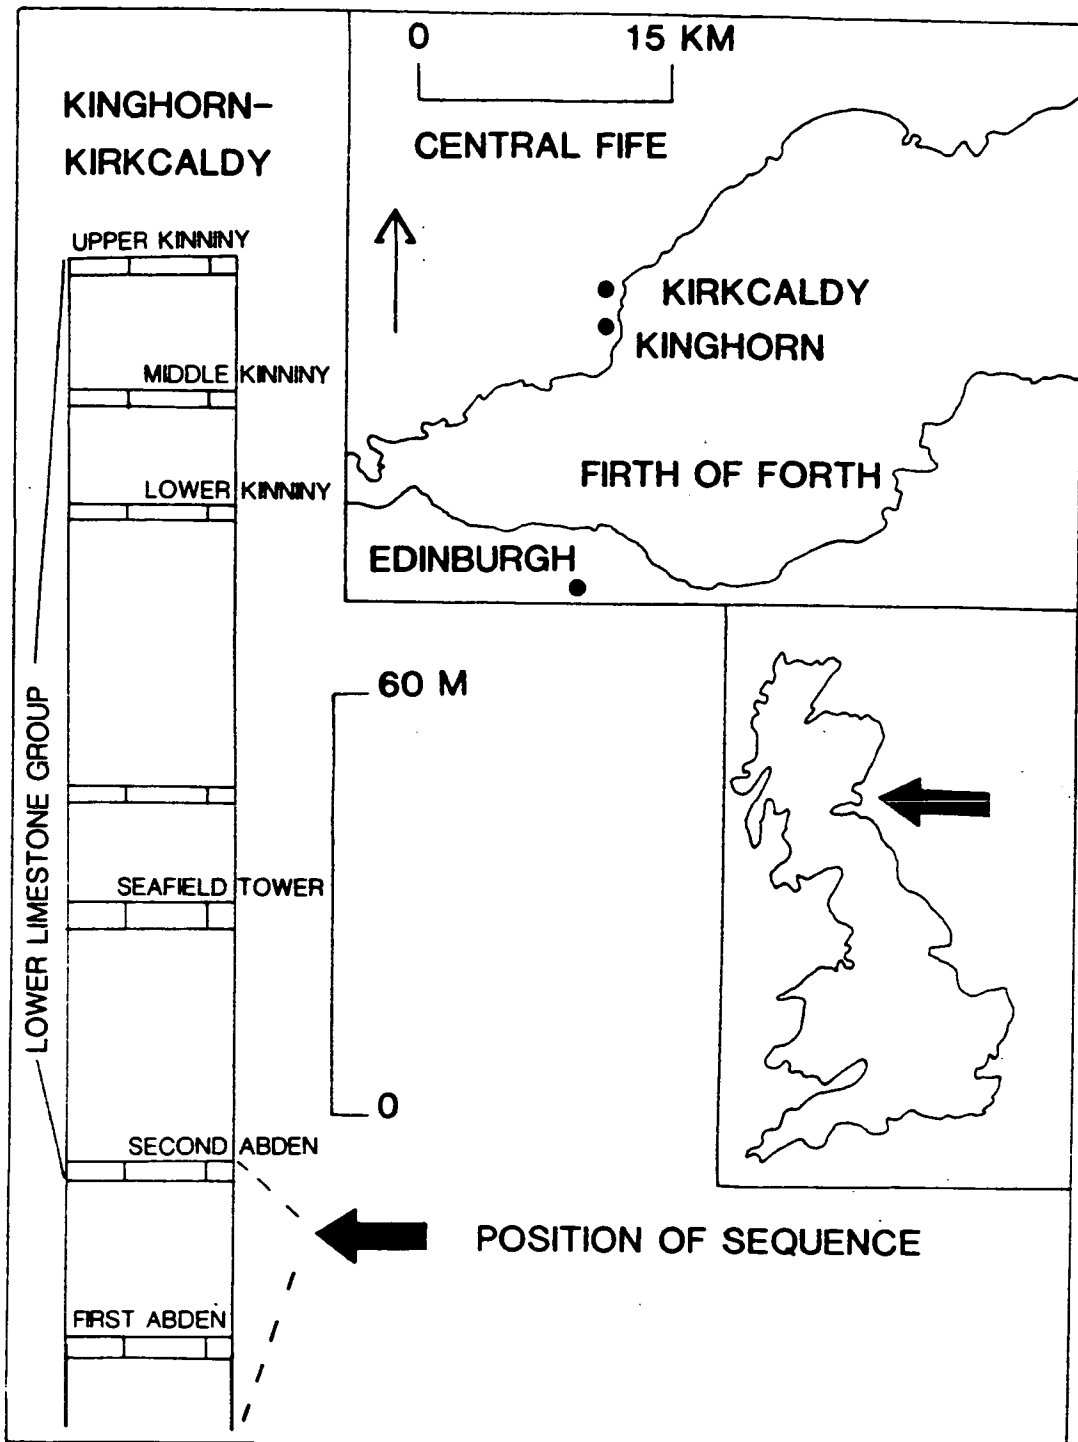 KINGHORN-
KIRKCALDY
UPPER KINNINY
MIDDLE KINNINY
LOWER KINNINY
LOWER LIMESTONE GROUP
SEAFIELD TOWER
SECOND ABDEN
FIRST ABDEN
0 15 KM
CENTRAL FIFE
KIRKCALDY
KINGHORN
FIRTH OF FORTH
EDINBURGH
60 M
0
POSITION OF SEQUENCE